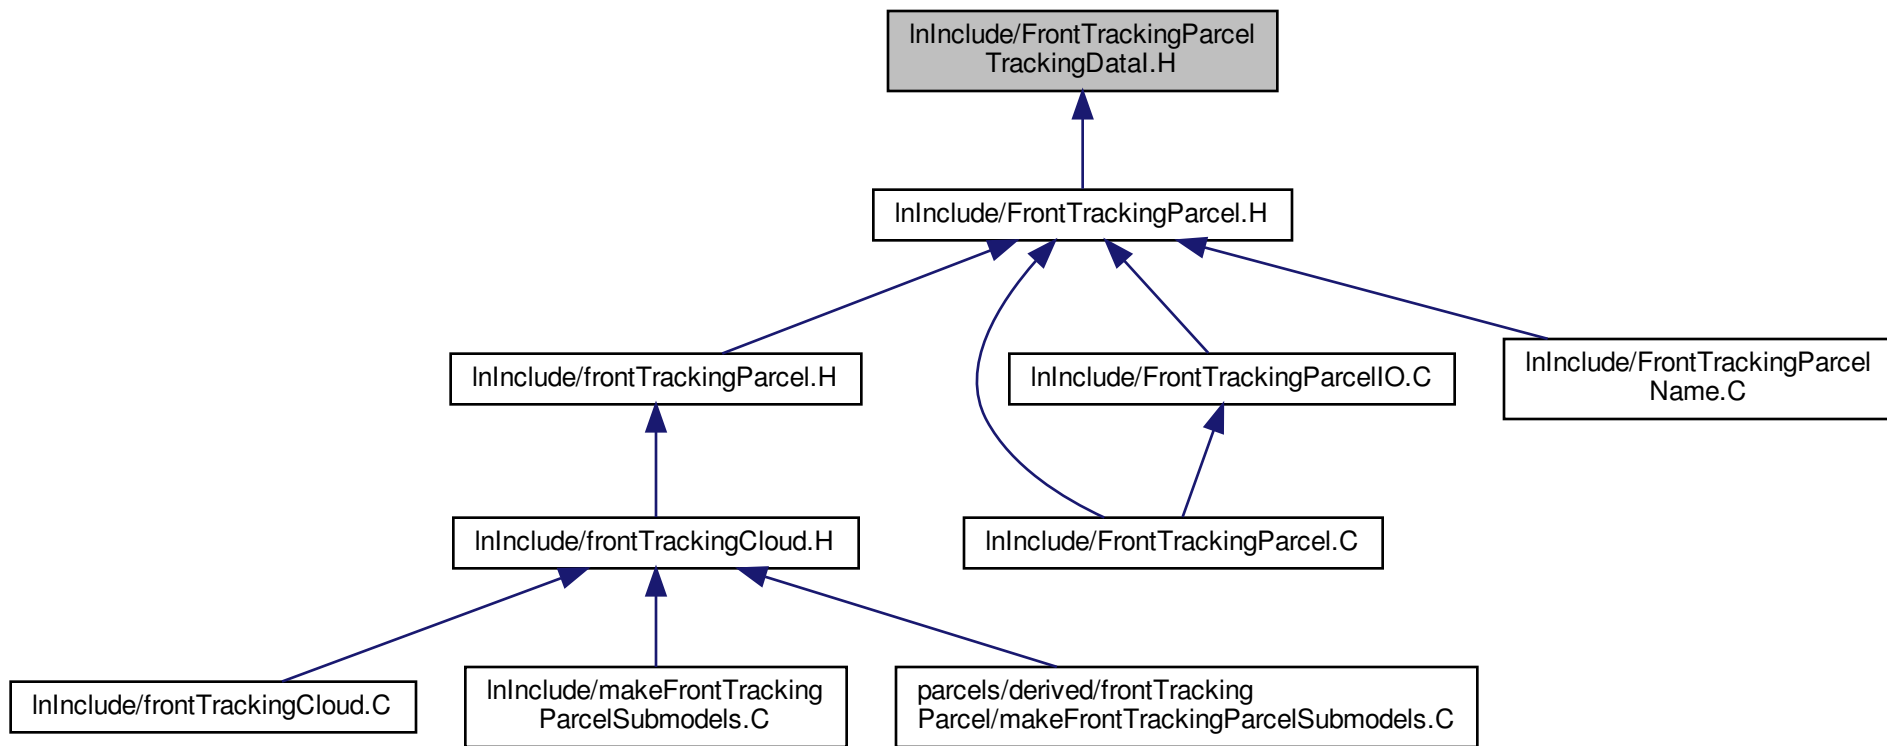 lnInclude/FrontTrackingParcel
TrackingDataI.H
lnInclude/FrontTrackingParcel.H
lnInclude/frontTrackingParcel.H
lnInclude/FrontTrackingParcelIO.C
lnInclude/FrontTrackingParcel
Name.C
lnInclude/frontTrackingCloud.H
lnInclude/FrontTrackingParcel.C
lnInclude/frontTrackingCloud.C
lnInclude/makeFrontTracking
ParcelSubmodels.C
parcels/derived/frontTracking
Parcel/makeFrontTrackingParcelSubmodels.C